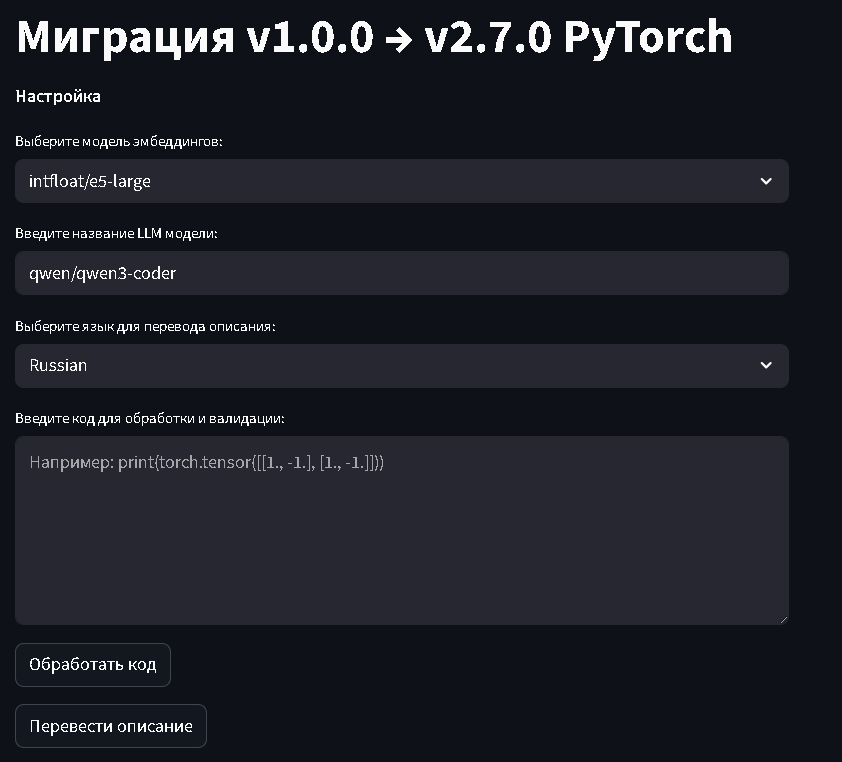 Миграция v1.0.0 → v2.7.0 PyTorch
Настройка
Выберите модель эмбеддингов:
intfloat/e5-large
Введите название LLM модели:
qwen/qwen3-coder
Выберите язык для перевода описания:
Russian
Введите код для обработки и валидации:
Например: print(torch.tensor([[1., -1.], [1., -1.]]))
Обработать код
Перевести описание